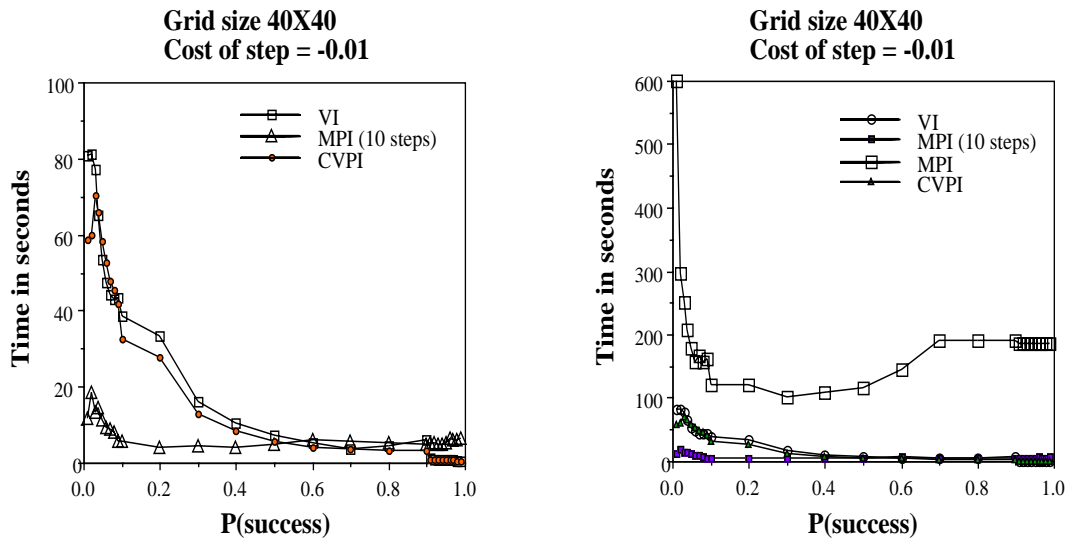 Grid size 40X40
Cost of step = -0.01
100
80
60
40
20
0
0.0 0.2 0.4 0.6 0.8 1.0
Time in seconds
P(success)
VI
MPI (10 steps)
CVPI
Grid size 40X40
Cost of step = -0.01
600
500
400
300
200
100
0
0.0 0.2 0.4 0.6 0.8 1.0
Time in seconds
P(success)
VI
MPI (10 steps)
MPI
CVPI